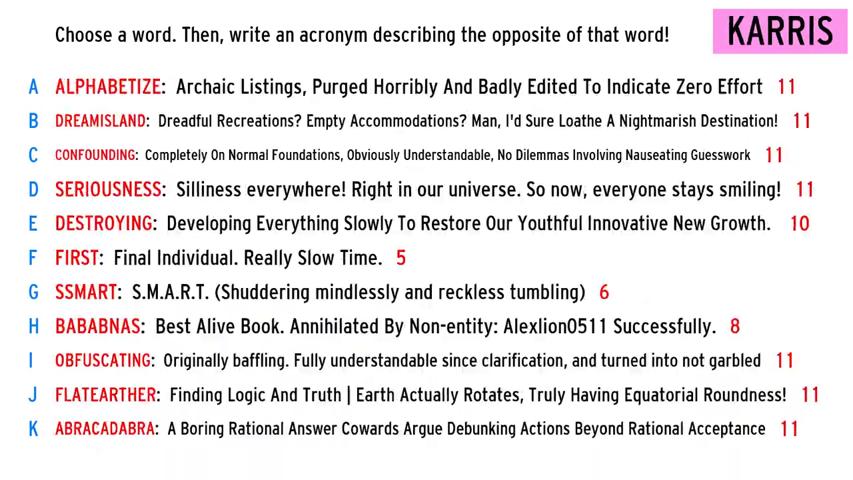 Choose a word. Then, write an acronym describing the opposite of that word!
KARRIS
A ALPHABETIZE: Archaic Listings, Purged Horribly And Badly Edited To Indicate Zero Effort 11
B DREAMISLAND: Dreadful Recreations? Empty Accommodations? Man, I'd Sure Loathe A Nightmarish Destination! 11
C CONFOUNDING: Completely On Normal Foundations, Obviously Understandable, No Dilemmas Involving Nauseating Guesswork 11
D SERIOUSNESS: Silliness everywhere! Right in our universe. So now, everyone stays smiling! 11
E DESTROYING: Developing Everything Slowly To Restore Our Youthful Innovative New Growth. 10
F FIRST: Final Individual. Really Slow Time. 5
G SSMART: S.M.A.R.T. (Shuddering mindlessly and reckless tumbling) 6
H BABABNAS: Best Alive Book. Annihilated By Non-entity: Alexlion0511 Successfully. 8
I OBFUSCATING: Originally baffling. Fully understandable since clarification, and turned into not garbled 11
J FLATEARTHER: Finding Logic And Truth | Earth Actually Rotates, Truly Having Equatorial Roundness! 11
K ABRACADABRA: A Boring Rational Answer Cowards Argue Debunking Actions Beyond Rational Acceptance 11